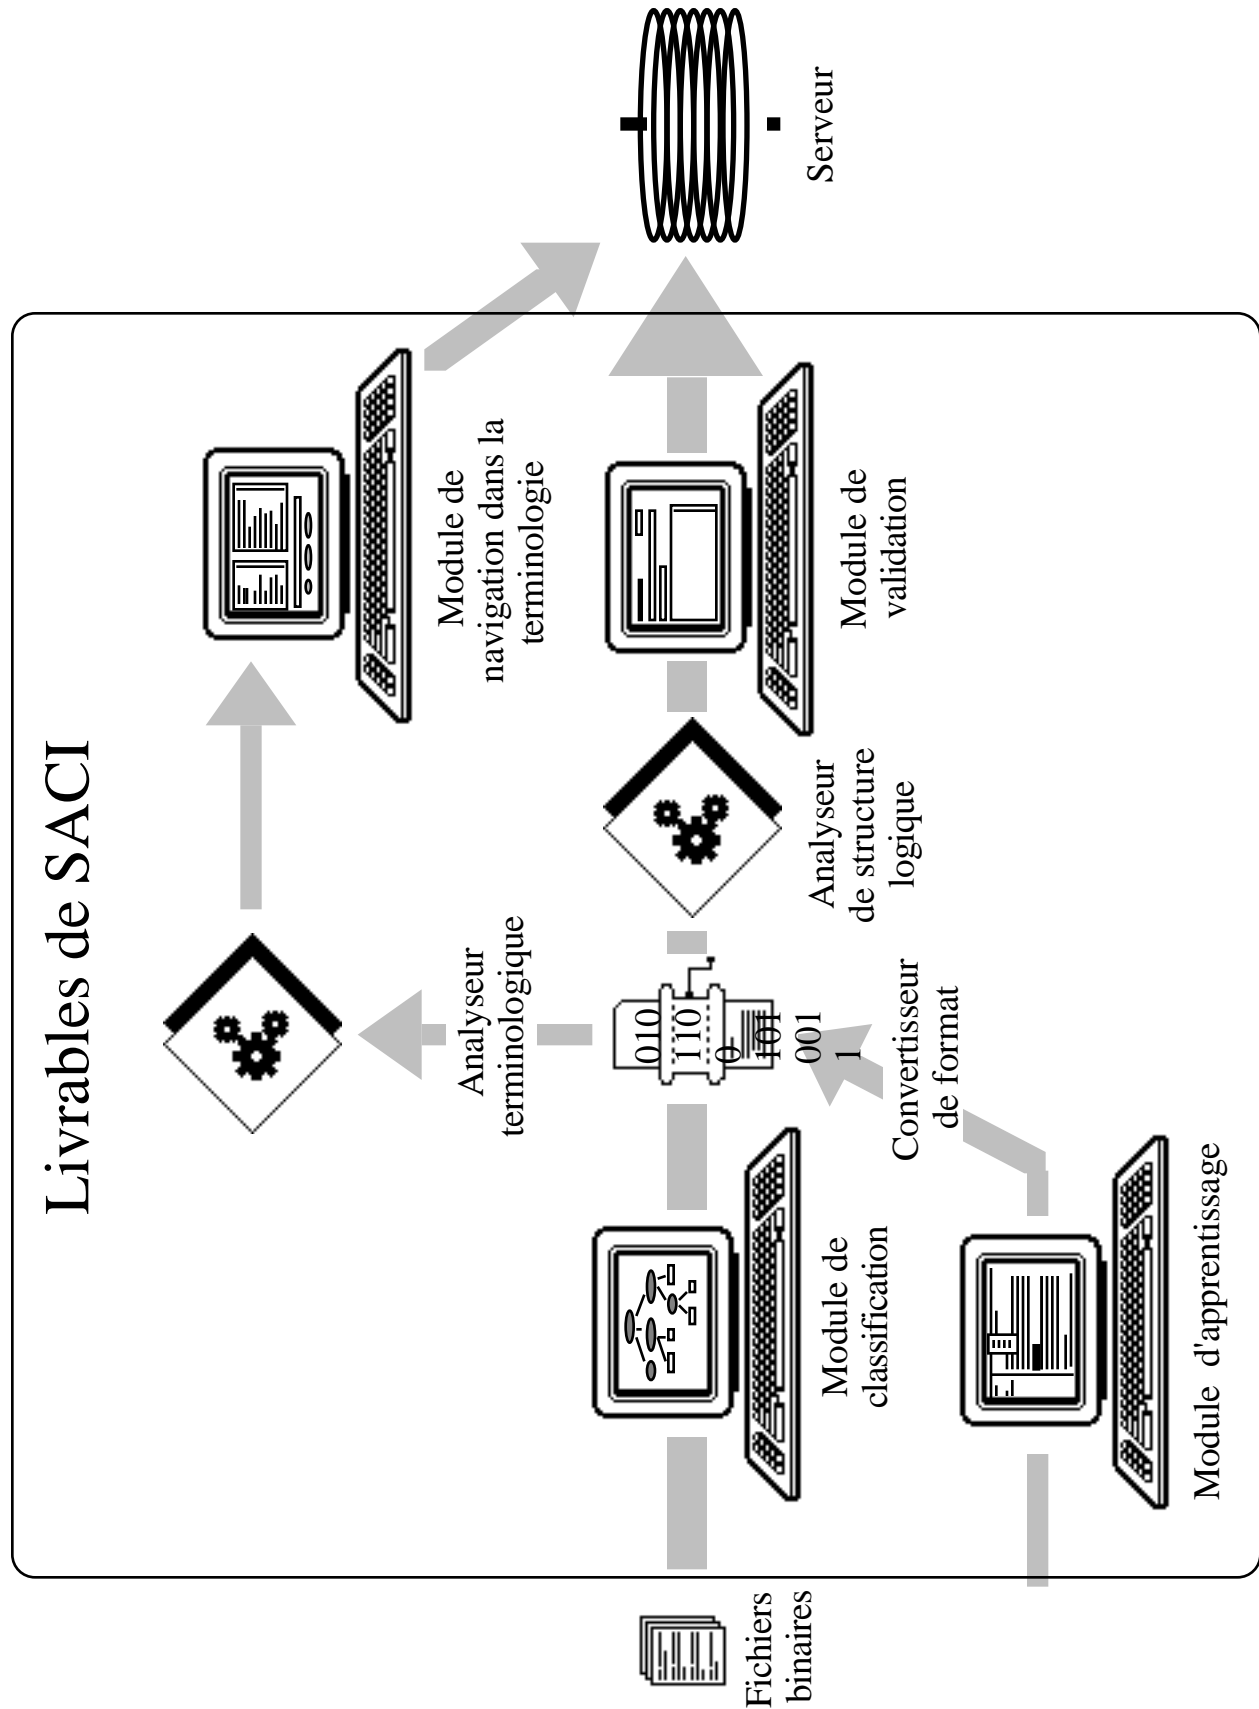 Livrables de SACI
Analyseur
terminologique
Module de
navigation dans la
terminologie
010
110
0
101
001
1
Fichiers
binaires
Module de
classification
Convertisseur
de format
Analyseur
de structure
logique
Module de
validation
Serveur
Module d'apprentissage